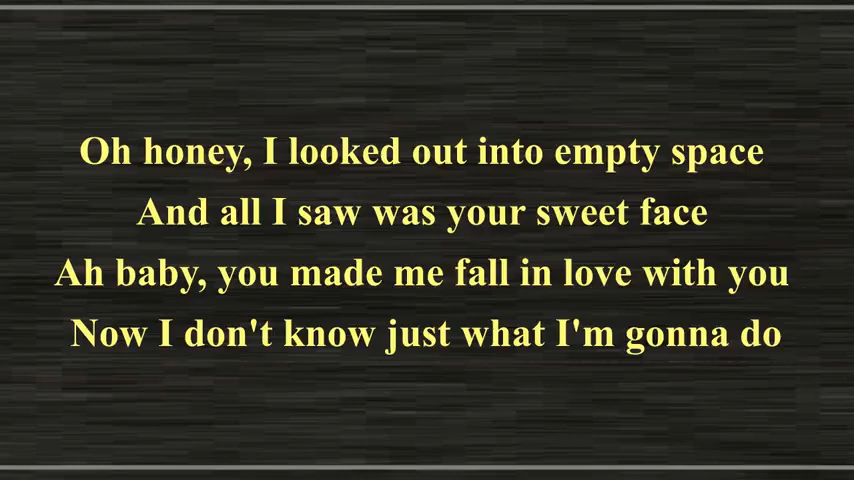 Oh honey, I looked out into empty space
And all I saw was your sweet face
Ah baby, you made me fall in love with you
Now I don't know just what I'm gonna do